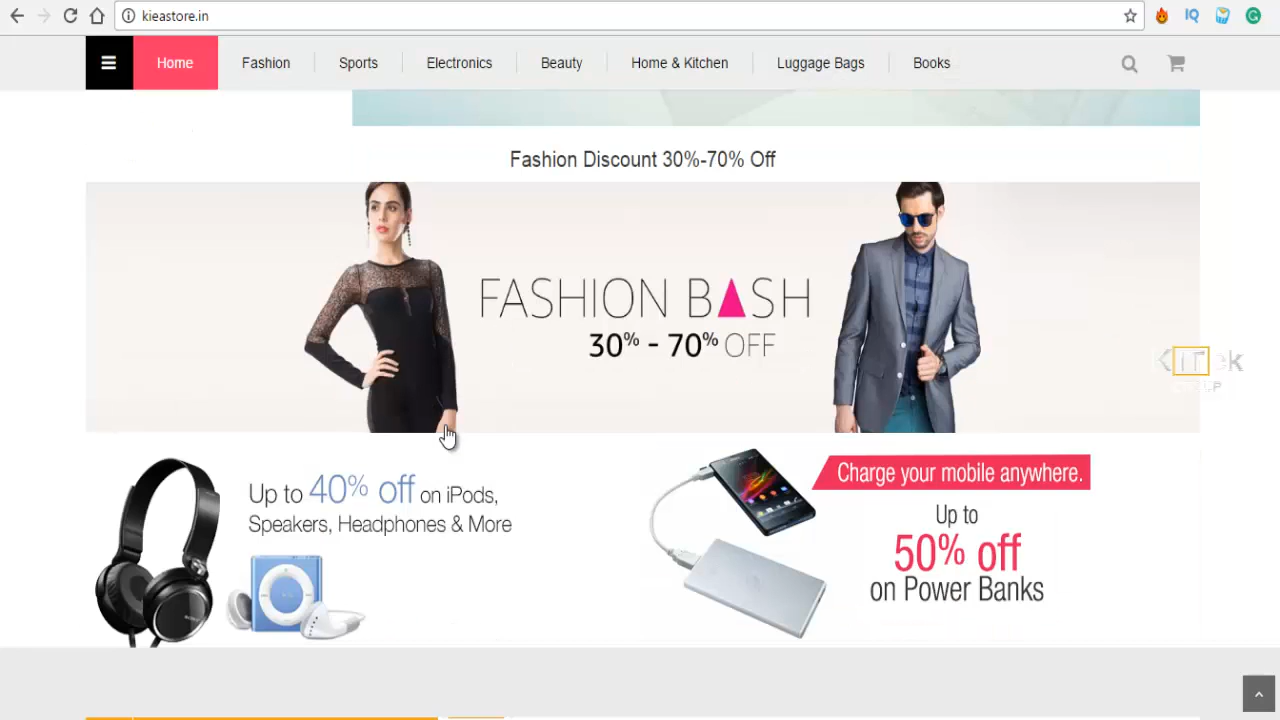 kieastore.in
Home Fashion Sports Electronics Beauty Home & Kitchen Luggage Bags Books
Fashion Discount 30%-70% Off
FASHION BASH
30% - 70% OFF
Up to 40% off on iPods,
Speakers, Headphones & More
Charge your mobile anywhere.
Up to
50% off
on Power Banks